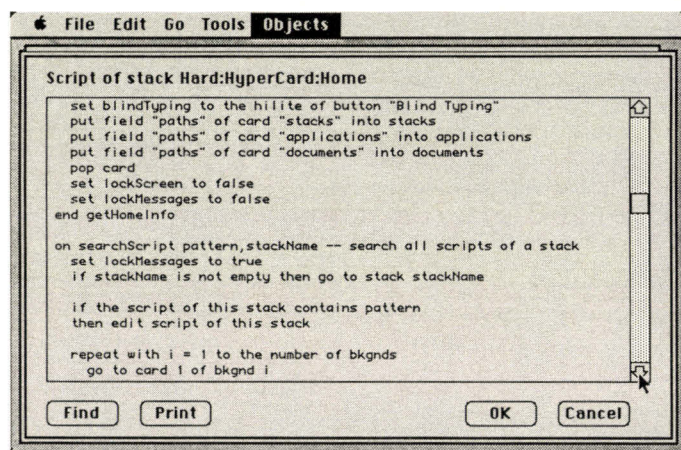 File Edit Go Tools Objects
Script of stack Hard:HyperCard:Home
set blindTyping to the hilite of button "Blind Typing"
put field "paths" of card "stacks" into stacks
put field "paths" of card "applications" into applications
put field "paths" of card "documents" into documents
pop card
set lockScreen to false
set lockMessages to false
end getHomeInfo
on searchScript pattern,stackName -- search all scripts of a stack
set lockMessages to true
if stackName is not empty then go to stack stackName
if the script of this stack contains pattern
then edit script of this stack
repeat with i = 1 to the number of bkgnds
go to card 1 of bkgnd i
Find Print OK Cancel